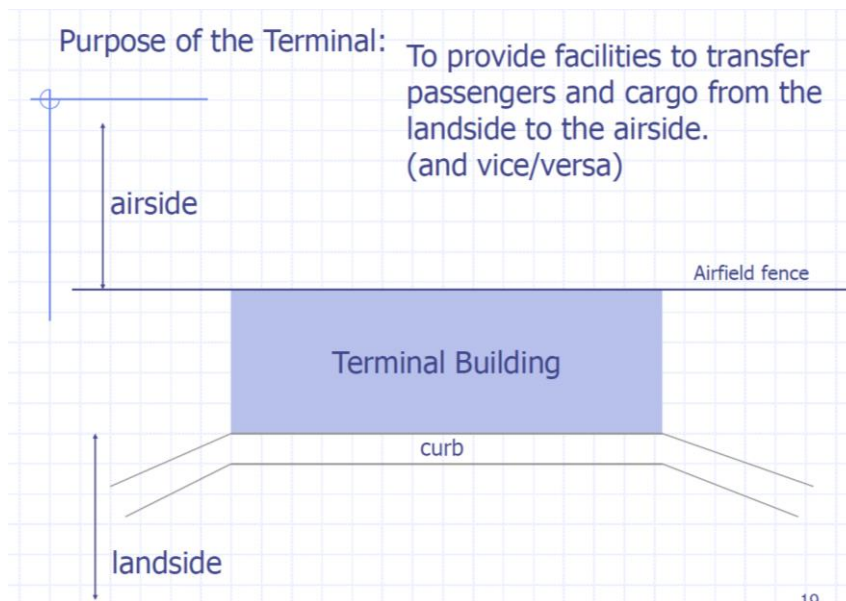 Purpose of the Terminal:
To provide facilities to transfer
passengers and cargo from the
landside to the airside.
(and vice/versa)
airside
Airfield fence
Terminal Building
curb
landside
19